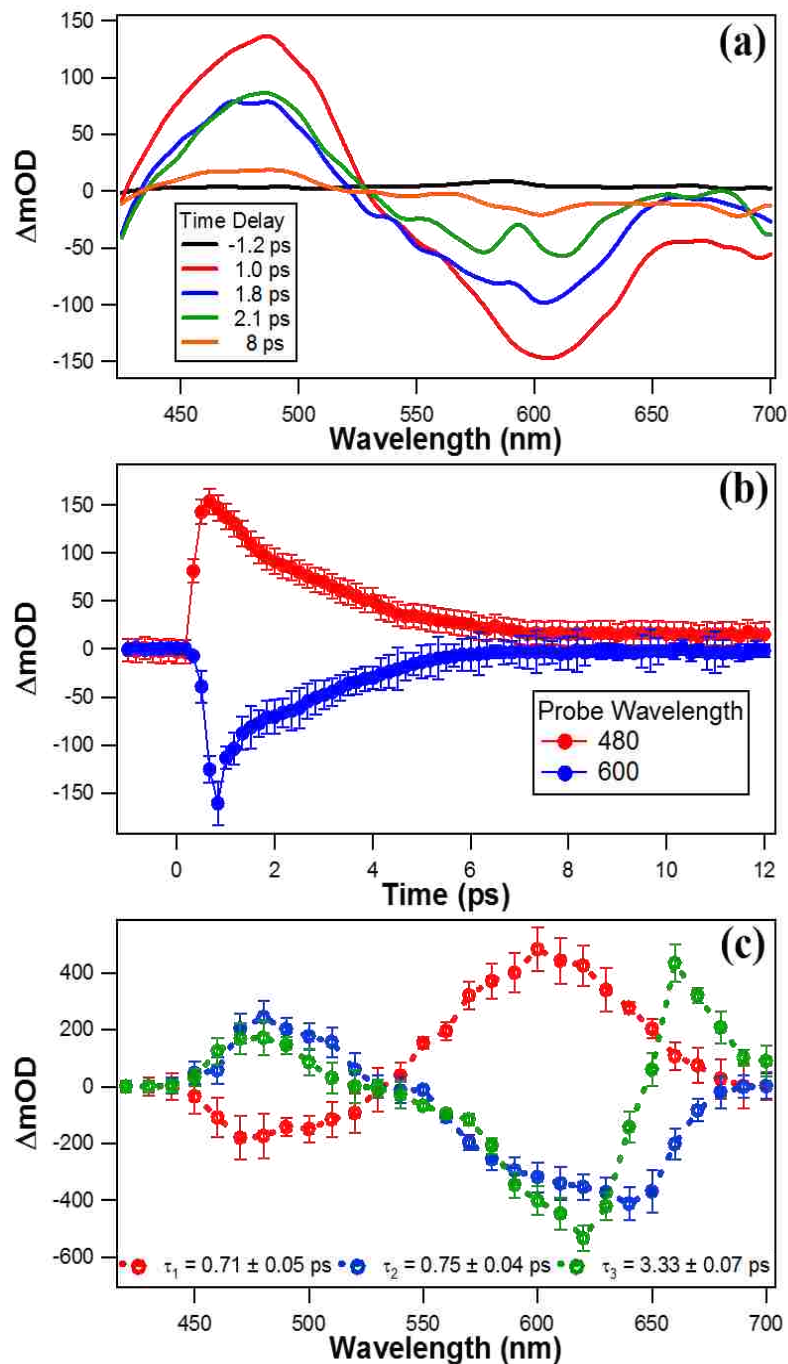 (a)
150
100
50
0
-50
-100
-150
ΔmOD
Time Delay
-1.2 ps
1.0 ps
1.8 ps
2.1 ps
8 ps
450 500 550 600 650 700
Wavelength (nm)
(b)
150
100
50
0
-50
-100
-150
ΔmOD
Probe Wavelength
480
600
0 2 4 6 8 10 12
Time (ps)
(c)
400
200
0
-200
-400
-600
ΔmOD
τ1 = 0.71 ± 0.05 ps τ2 = 0.75 ± 0.04 ps τ3 = 3.33 ± 0.07 ps
450 500 550 600 650 700
Wavelength (nm)